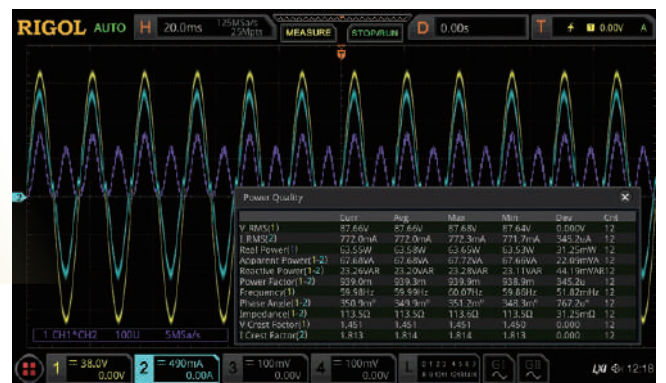 RIGOL AUTO H 20.0ms 125MSa/s 25Mpts MEASURE STOP/RUN D 0.00s T 1 0.00V A
T
2
Power Quality
Curr Avg Max Min Dev Cnt
V RMS(1) 87.66V 87.66V 87.68V 87.64V 0.000V 12
I RMS(2) 772.0mA 772.0mA 772.3mA 771.7mA 345.2uA 12
Real Power(1) 63.55W 63.58W 63.65W 63.53W 31.25mW 12
Apparent Power(1-2) 67.68VA 67.68VA 67.72VA 67.66VA 22.09mVA 12
Reactive Power(1-2) 23.26VAR 23.20VAR 23.28VAR 23.11VAR 44.19mVAR 12
Power Factor(1-2) 939.0m 939.3m 939.9m 938.9m 345.2u 12
Frequency(1) 59.98Hz 59.99Hz 60.07Hz 59.86Hz 51.82mHz 12
Phase Angle(1-2) 350.9m° 349.9m° 351.2m° 348.3m° 767.2u° 12
Impedance(1-2) 113.5Ω 113.5Ω 113.6Ω 113.5Ω 31.25mΩ 12
V Crest Factor(1) 1.451 1.451 1.451 1.450 0.000 12
I Crest Factor(2) 1.813 1.814 1.814 1.813 0.000 12
1 CH1*CH2 100U 5MSa/s
1 = 38.0V 0.00V 2 = 490mA 0.00A 3 = 100mV 0.00V 4 = 100mV 0.00V L GI GII LXI 12:18